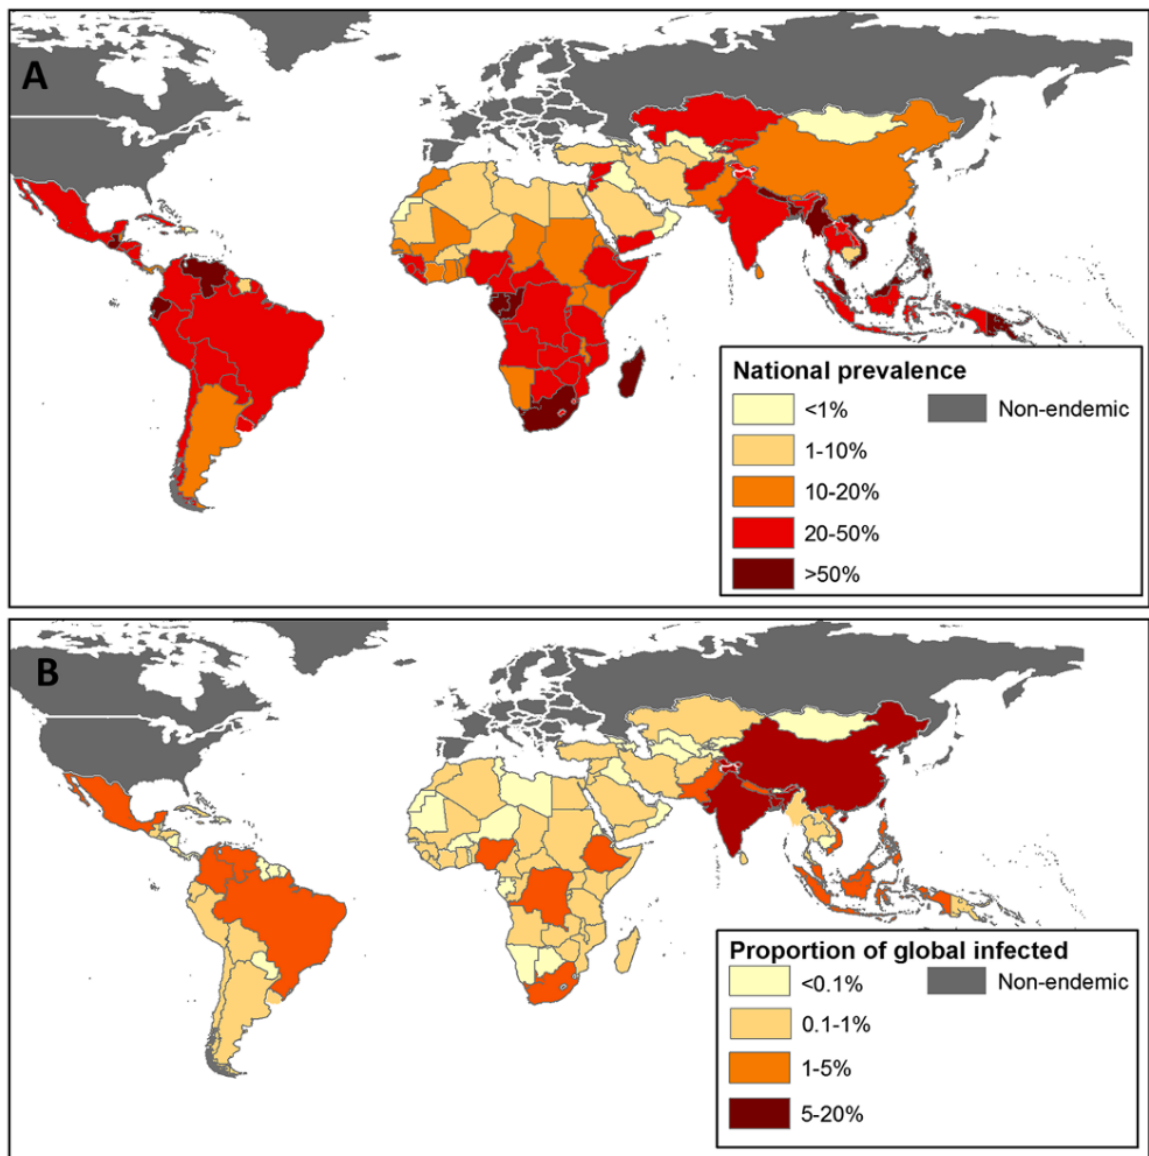 A
National prevalence
<1%
Non-endemic
1-10%
10-20%
20-50%
>50%
B
Proportion of global infected
<0.1%
Non-endemic
0.1-1%
1-5%
5-20%